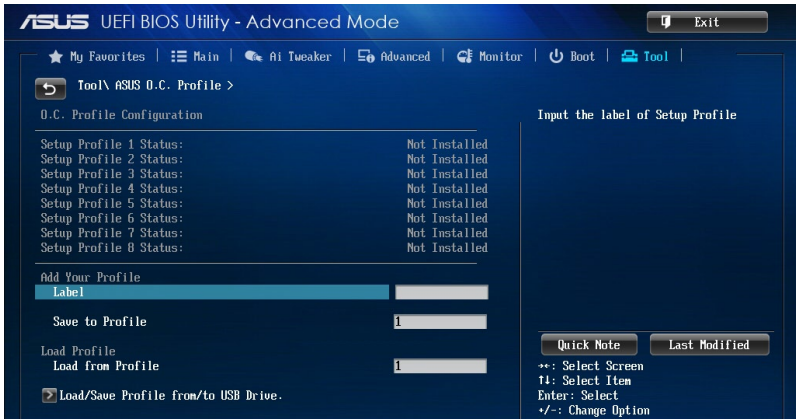 ASUS UEFI BIOS Utility - Advanced Mode
Exit
My Favorites | Main | Ai Tweaker | Advanced | Monitor | Boot | Tool |
Tool\ ASUS O.C. Profile >
O.C. Profile Configuration
Input the label of Setup Profile
Setup Profile 1 Status: Not Installed
Setup Profile 2 Status: Not Installed
Setup Profile 3 Status: Not Installed
Setup Profile 4 Status: Not Installed
Setup Profile 5 Status: Not Installed
Setup Profile 6 Status: Not Installed
Setup Profile 7 Status: Not Installed
Setup Profile 8 Status: Not Installed
Add Your Profile
Label
Save to Profile 1
Load Profile
Load from Profile 1
Load/Save Profile from/to USB Drive.
Quick Note
Last Modified
→←: Select Screen
↑↓: Select Item
Enter: Select
+/-: Change Option